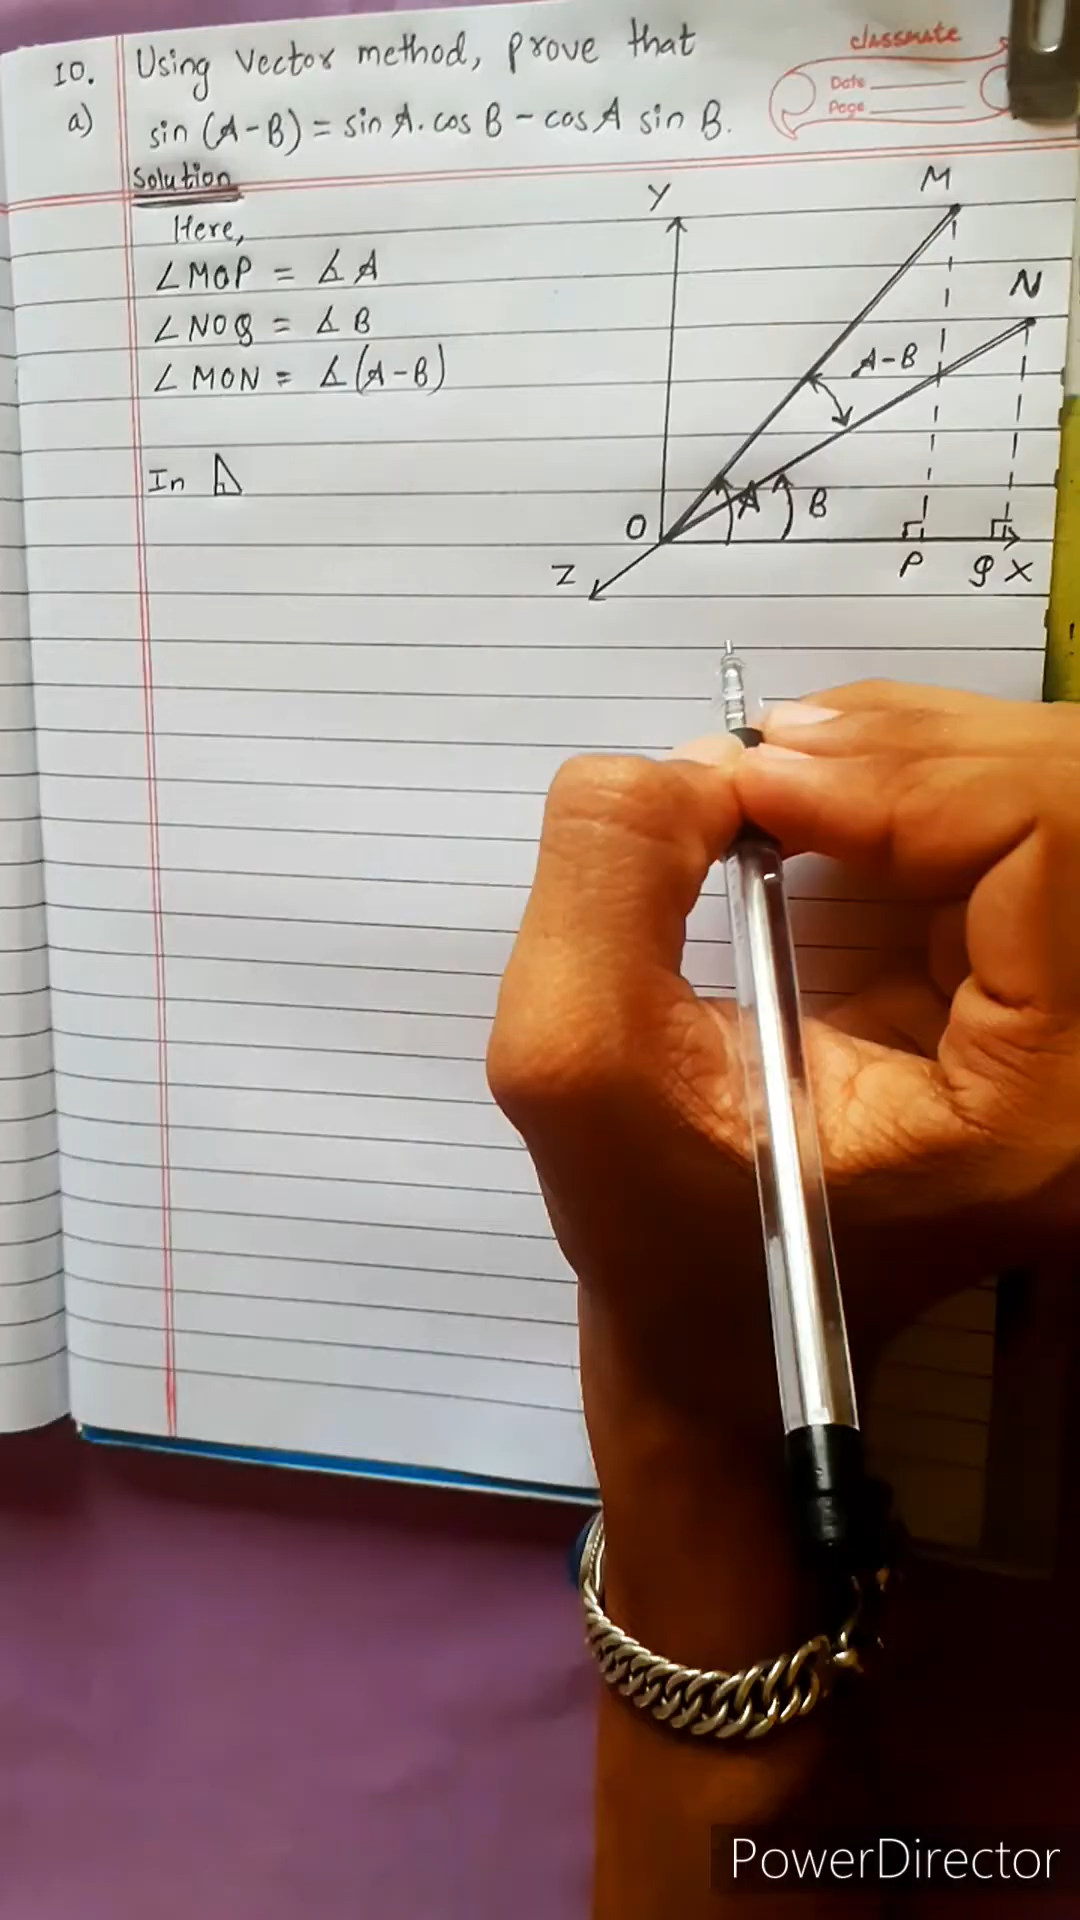 10. Using Vector method, prove that
a) sin (A-B) = sin A. cos B - cos A sin B.
classmate
Date
Page
Solution
Here,
∠MOP = ∡ A
∠NOQ = ∡ B
∠MON = ∡ (A-B)
In ⊿
Y
M
N
A-B
A
B
O
Z
P
Q X
PowerDirector